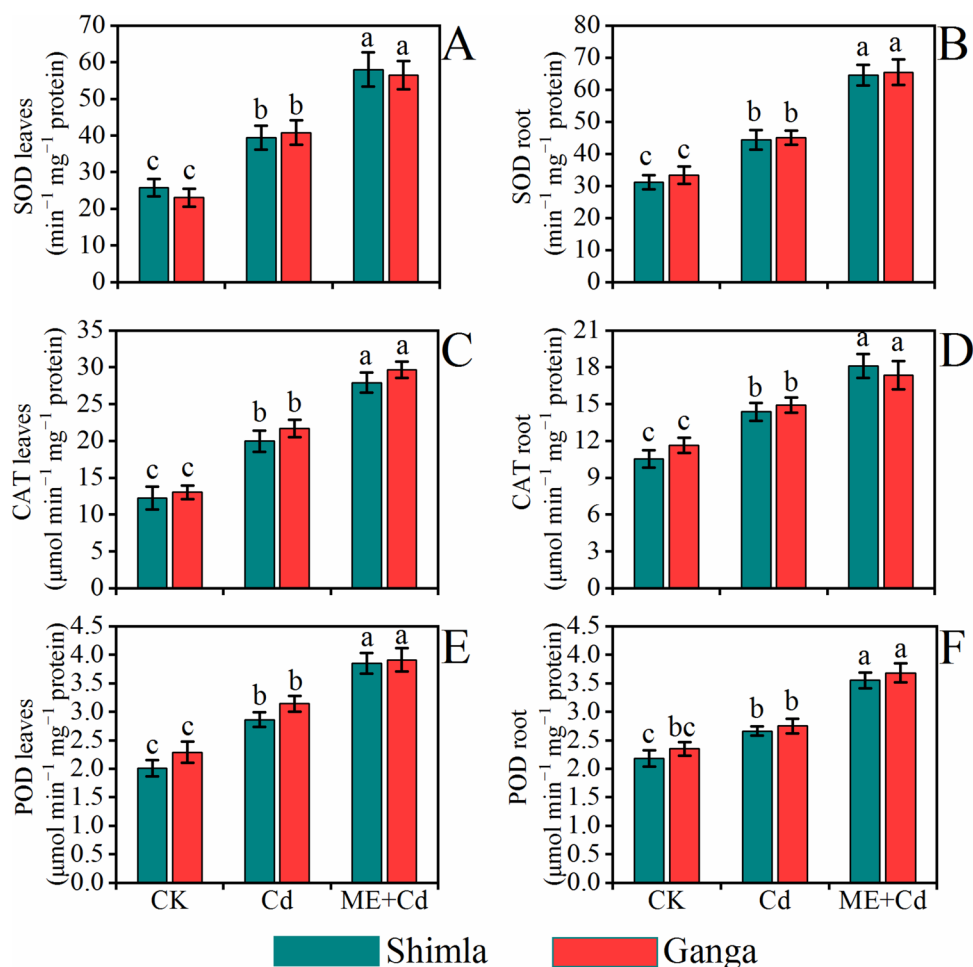 A
SOD leaves
(min⁻¹ mg⁻¹ protein)
70
60
50
40
30
20
10
0
c
c
b
b
a
a
B
SOD root
(min⁻¹ mg⁻¹ protein)
80
70
60
50
40
30
20
10
0
c
c
b
b
a
a
C
CAT leaves
(μmol min⁻¹ mg⁻¹ protein)
35
30
25
20
15
10
5
0
c
c
b
b
a
a
D
CAT root
(μmol min⁻¹ mg⁻¹ protein)
21
18
15
12
9
6
3
0
c
c
b
b
a
a
E
POD leaves
(μmol min⁻¹ mg⁻¹ protein)
4.5
4.0
3.5
3.0
2.5
2.0
1.5
1.0
0.5
0.0
c
c
b
b
a
a
CK Cd ME+Cd
F
POD root
(μmol min⁻¹ mg⁻¹ protein)
4.5
4.0
3.5
3.0
2.5
2.0
1.5
1.0
0.5
0.0
c
bc
b
b
a
a
CK Cd ME+Cd
Shimla Ganga